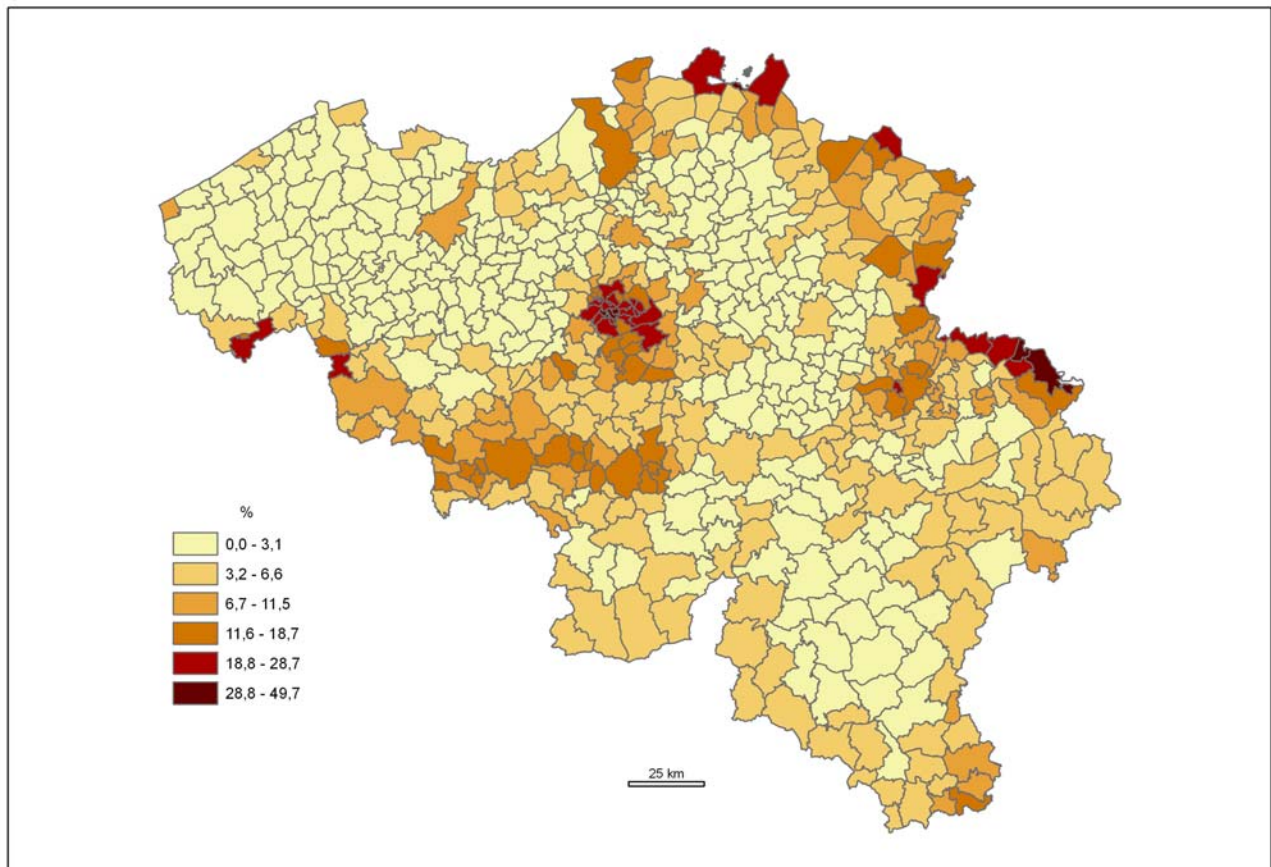 %
0,0 - 3,1
3,2 - 6,6
6,7 - 11,5
11,6 - 18,7
18,8 - 28,7
28,8 - 49,7
25 km